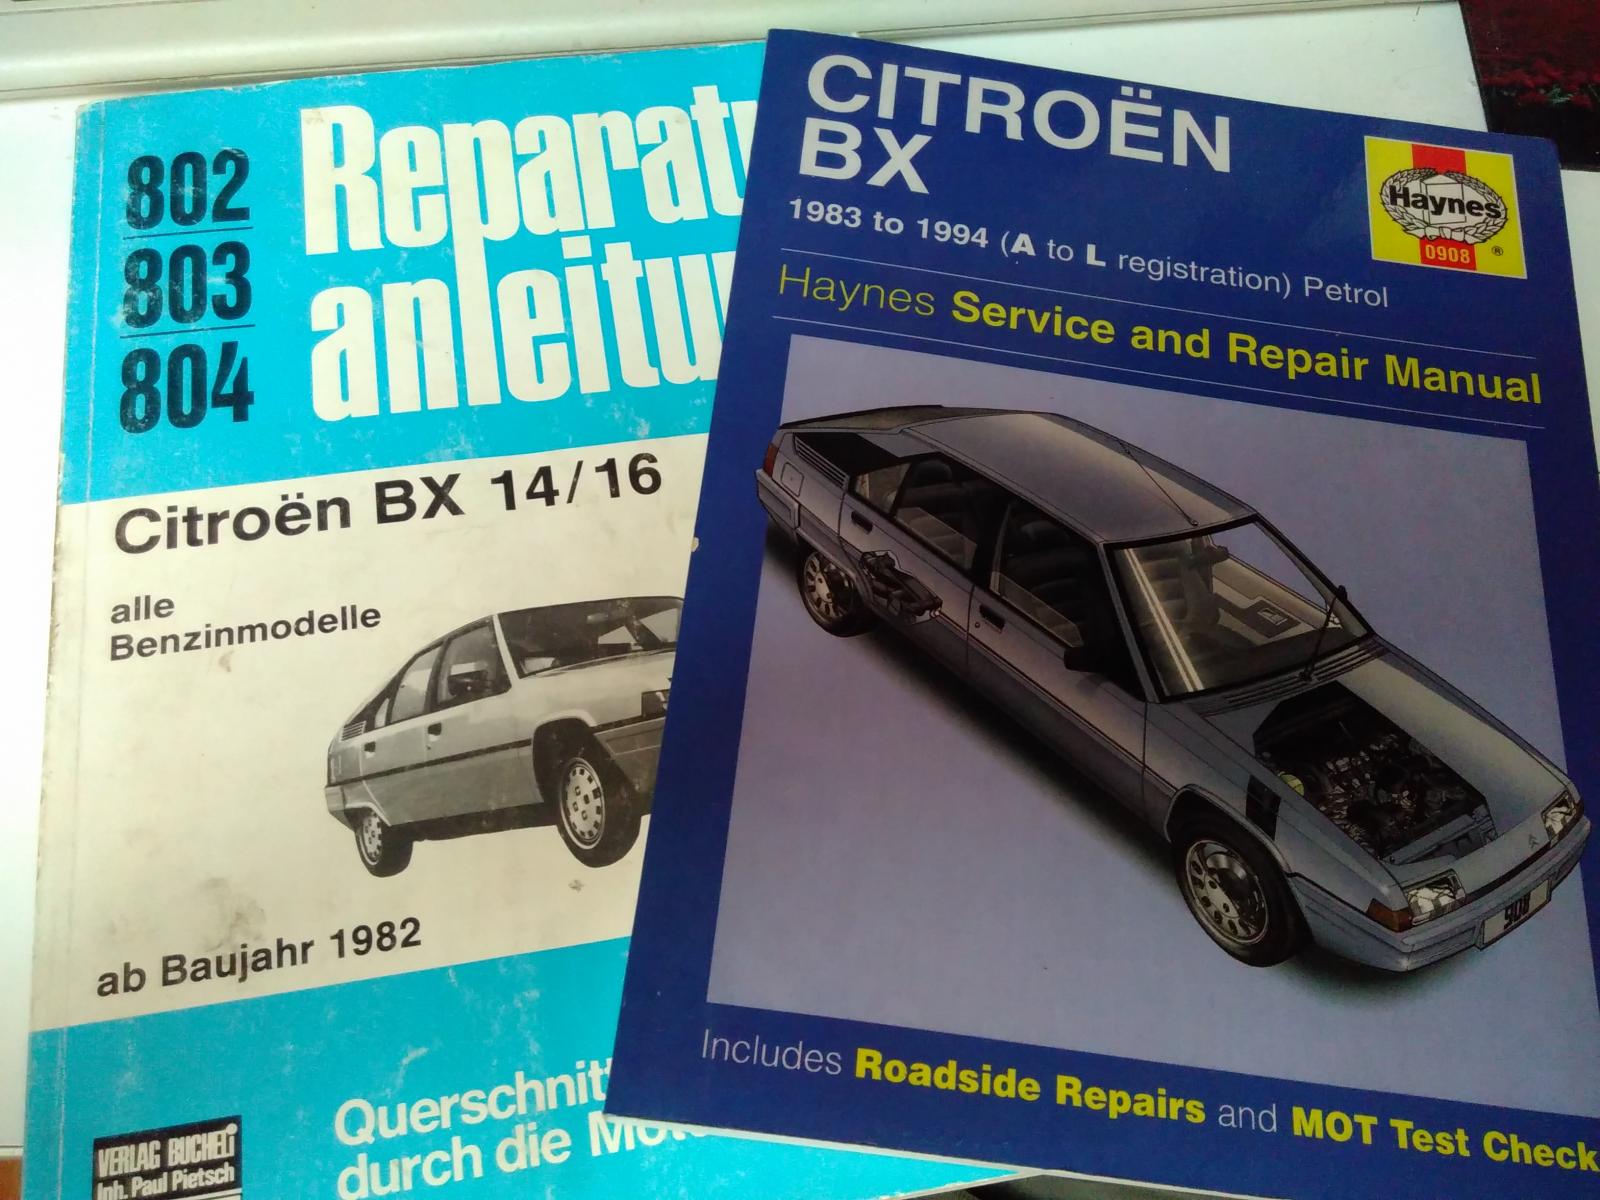 802
803
804
Reparatu
anleitu
Citroën BX 14/16
alle
Benzinmodelle
ab Baujahr 1982
Querschnitt
durch die Moto
VERLAG BUCHELI
Inh. Paul Pietsch
CITROËN
BX
1983 to 1994 (A to L registration) Petrol
Haynes
0908
®
Haynes Service and Repair Manual
908
Includes Roadside Repairs and MOT Test Check